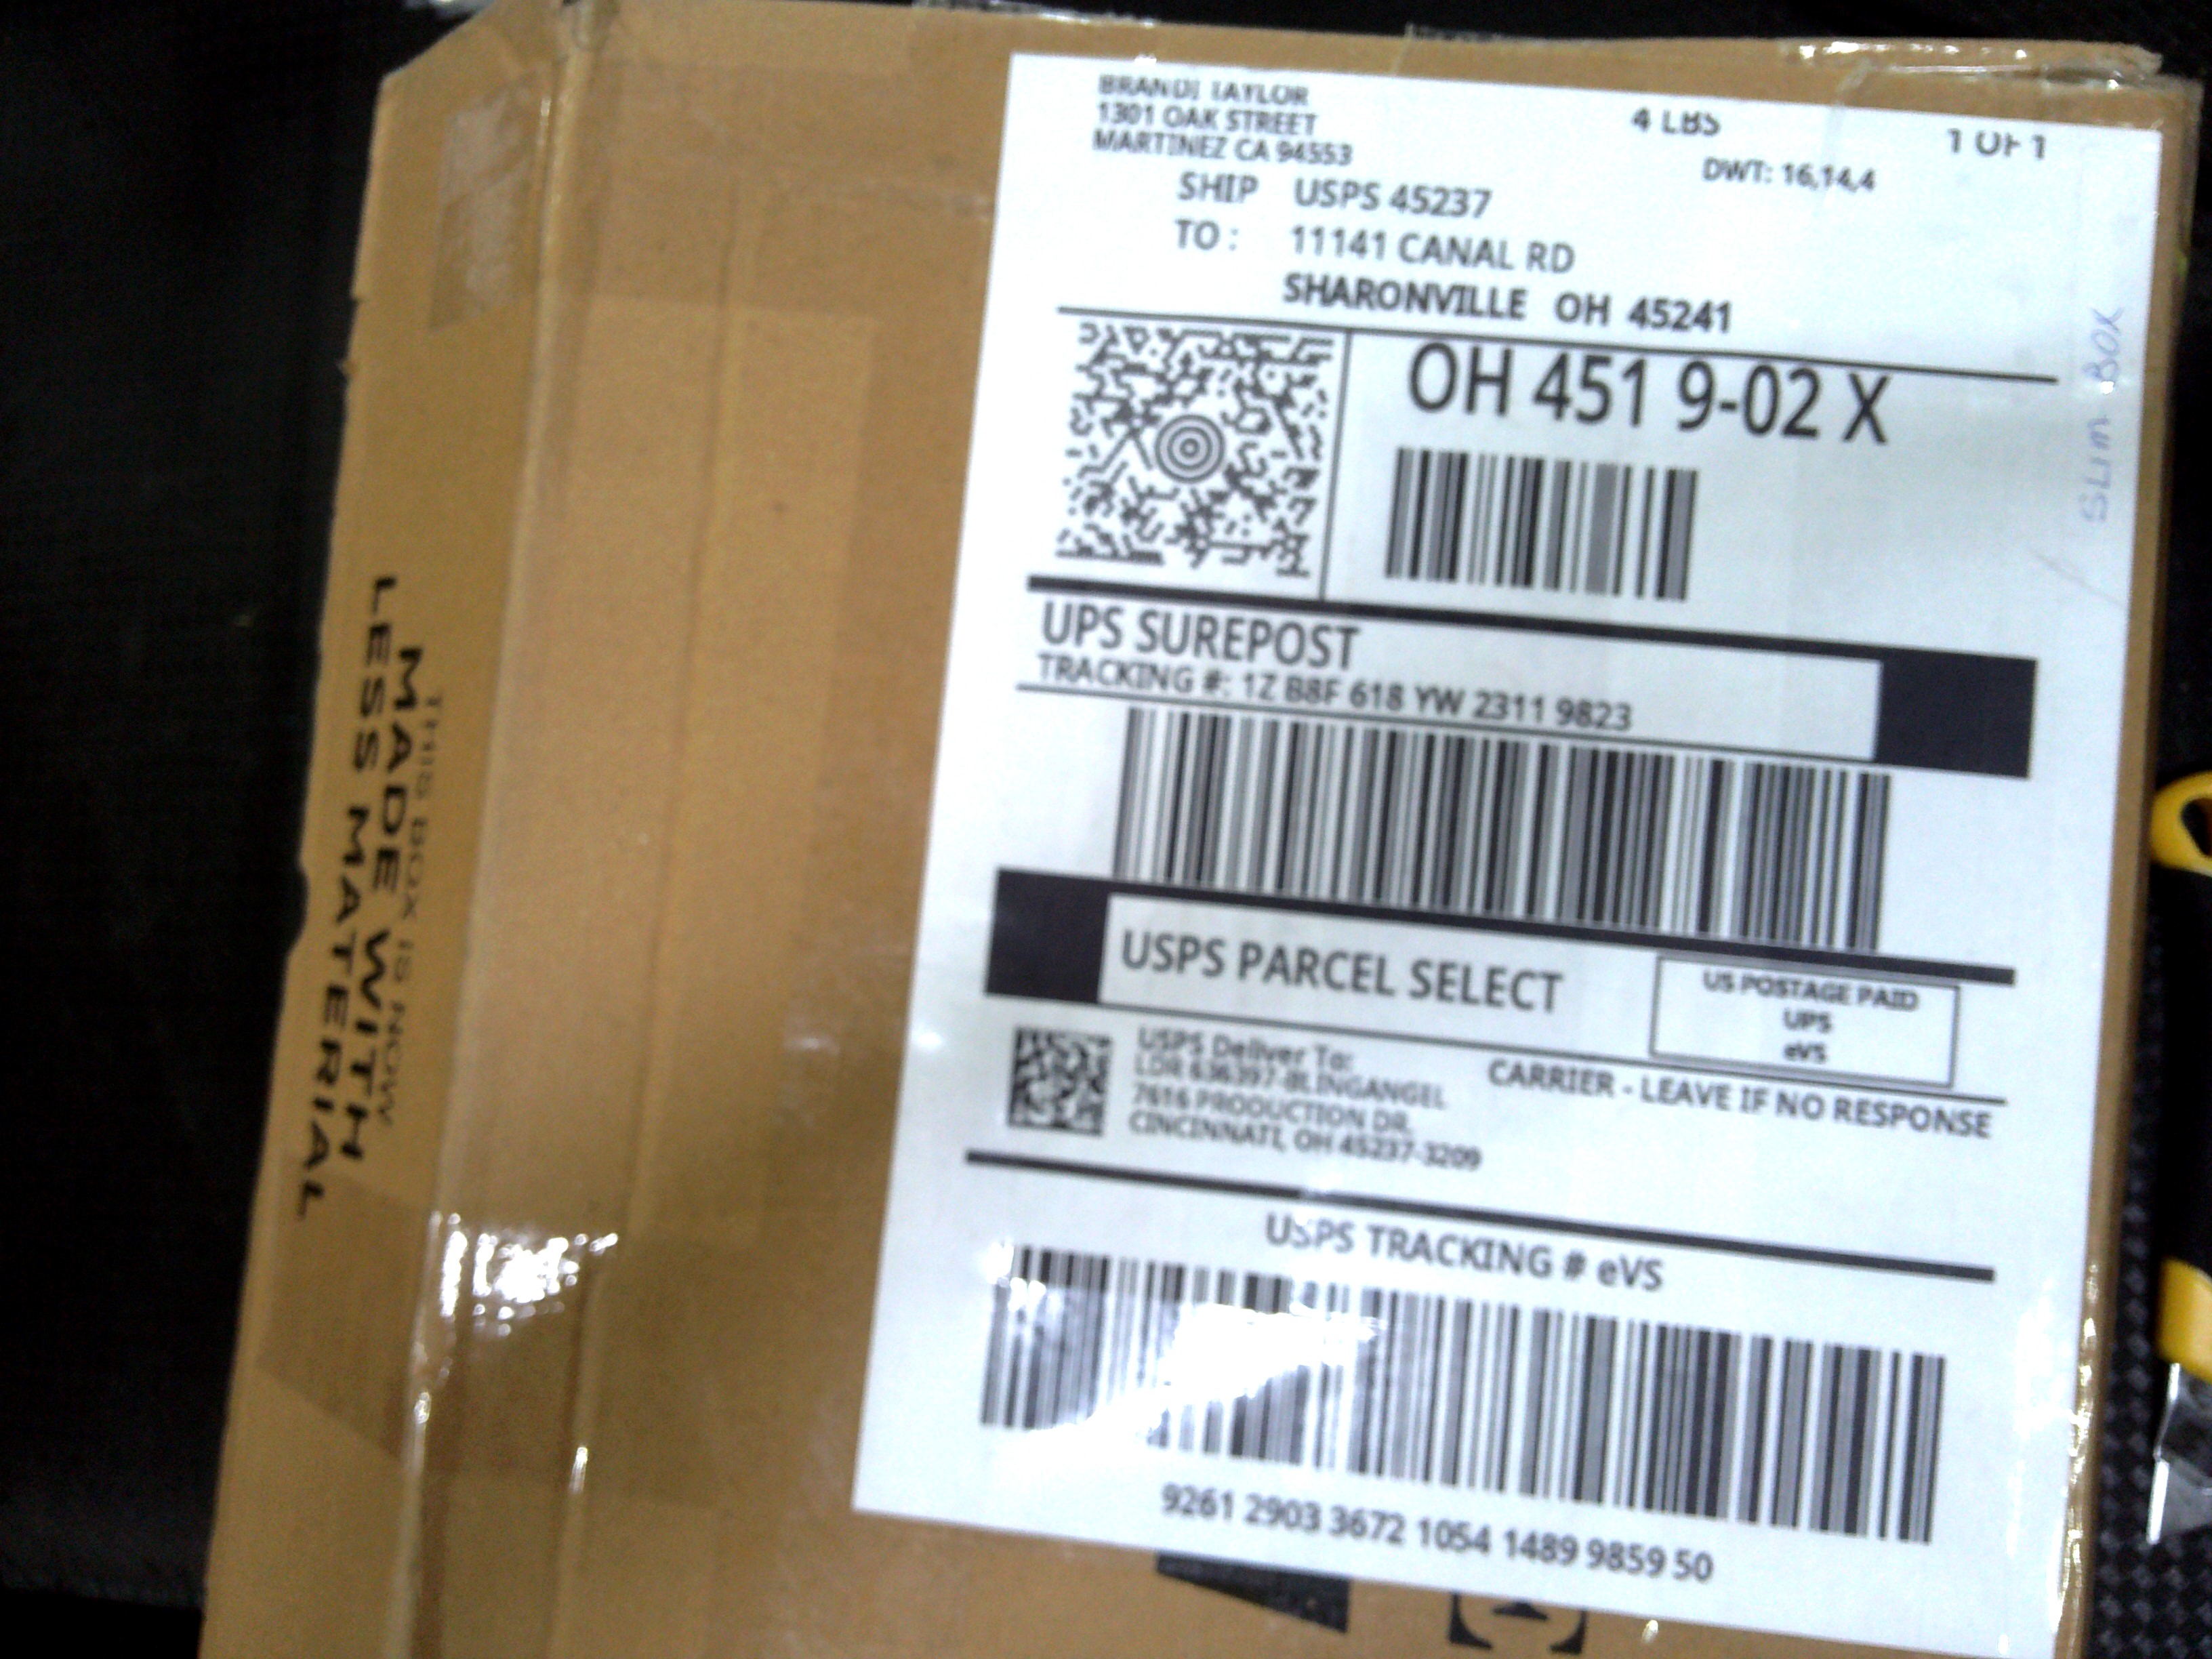 BRANDI TAYLOR
1301 OAK STREET
MARTINEZ CA 94553
4 LBS
1 OF 1
DWT: 16,14,4
SHIP USPS 45237
TO: 11141 CANAL RD
SHARONVILLE OH 45241
OH 451 9-02 X
SLIM BOX
UPS SUREPOST
TRACKING #: 1Z B8F 618 YW 2311 9823
USPS PARCEL SELECT
US POSTAGE PAID
UPS
eVS
USPS Deliver To:
LDR 636397-BLINGANGEL
7616 PRODUCTION DR.
CINCINNATI, OH 45237-3209
CARRIER - LEAVE IF NO RESPONSE
USPS TRACKING # eVS
9261 2903 3672 1054 1489 9859 50
THIS BOX IS NOW
MADE WITH
LESS MATERIAL